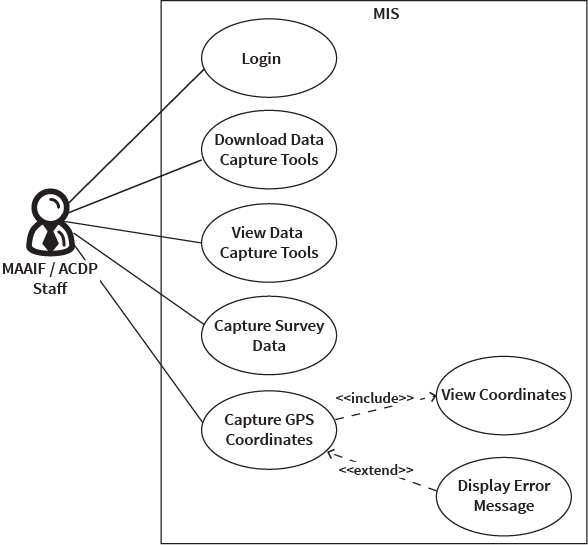 MIS
Login
Download Data
Capture Tools
View Data
Capture Tools
MAAIF / ACDP
Staff
Capture Survey
Data
Capture GPS
Coordinates
<<include>>
View Coordinates
<<extend>>
Display Error
Message